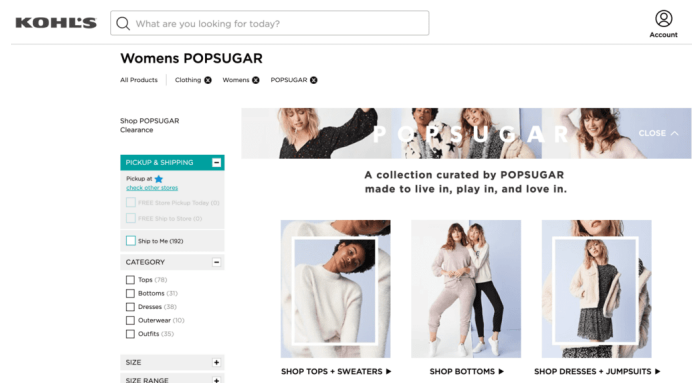 KOHL'S
What are you looking for today?
Account
Womens POPSUGAR
All Products
Clothing
Womens
POPSUGAR
Shop POPSUGAR
Clearance
PICKUP & SHIPPING
Pickup at
check other stores
FREE Store Pickup Today (0)
FREE Ship to Store (0)
Ship to Me (192)
CATEGORY
Tops (78)
Bottoms (31)
Dresses (38)
Outerwear (10)
Outfits (35)
SIZE
SIZE RANGE
POPSUGAR
CLOSE
A collection curated by POPSUGAR
made to live in, play in, and love in.
SHOP TOPS + SWEATERS
SHOP BOTTOMS
SHOP DRESSES + JUMPSUITS